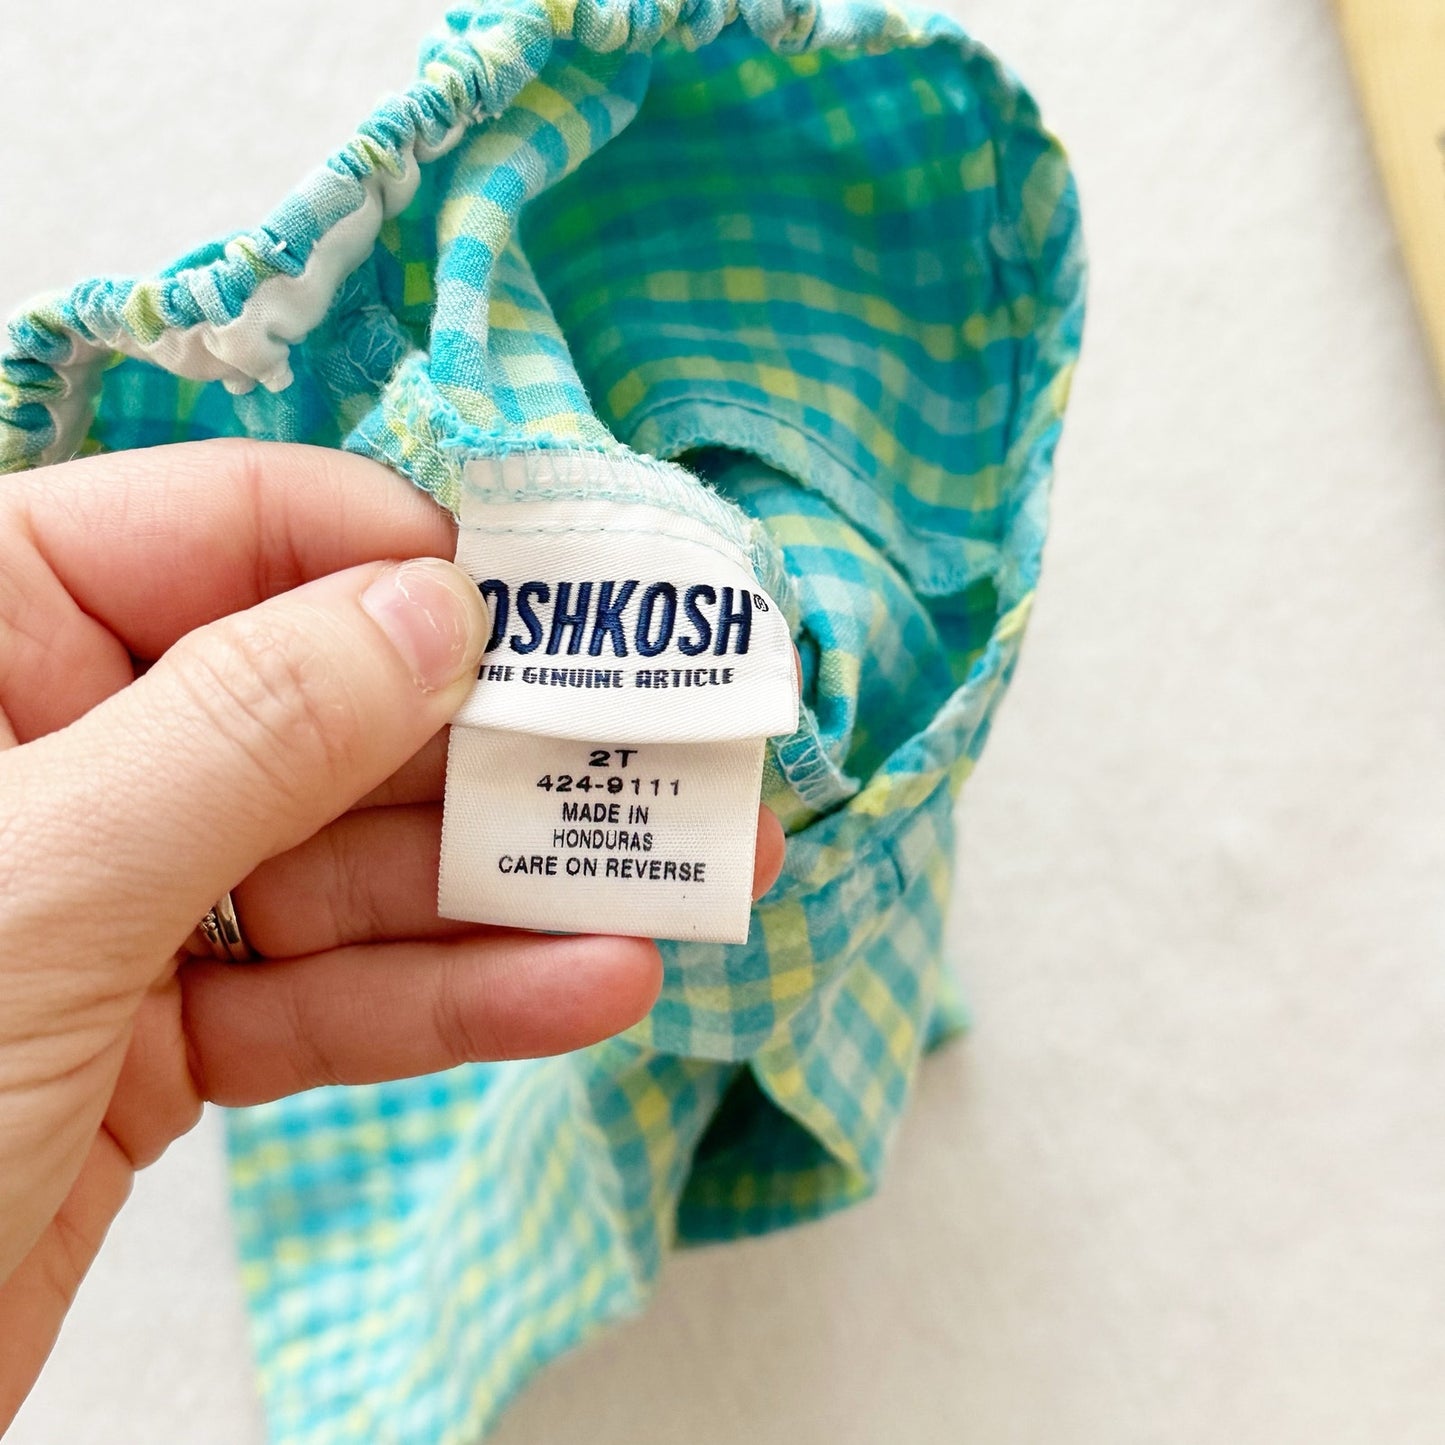 OSHKOSH®
THE GENUINE ARTICLE
2T
424-9111
MADE IN
HONDURAS
CARE ON REVERSE